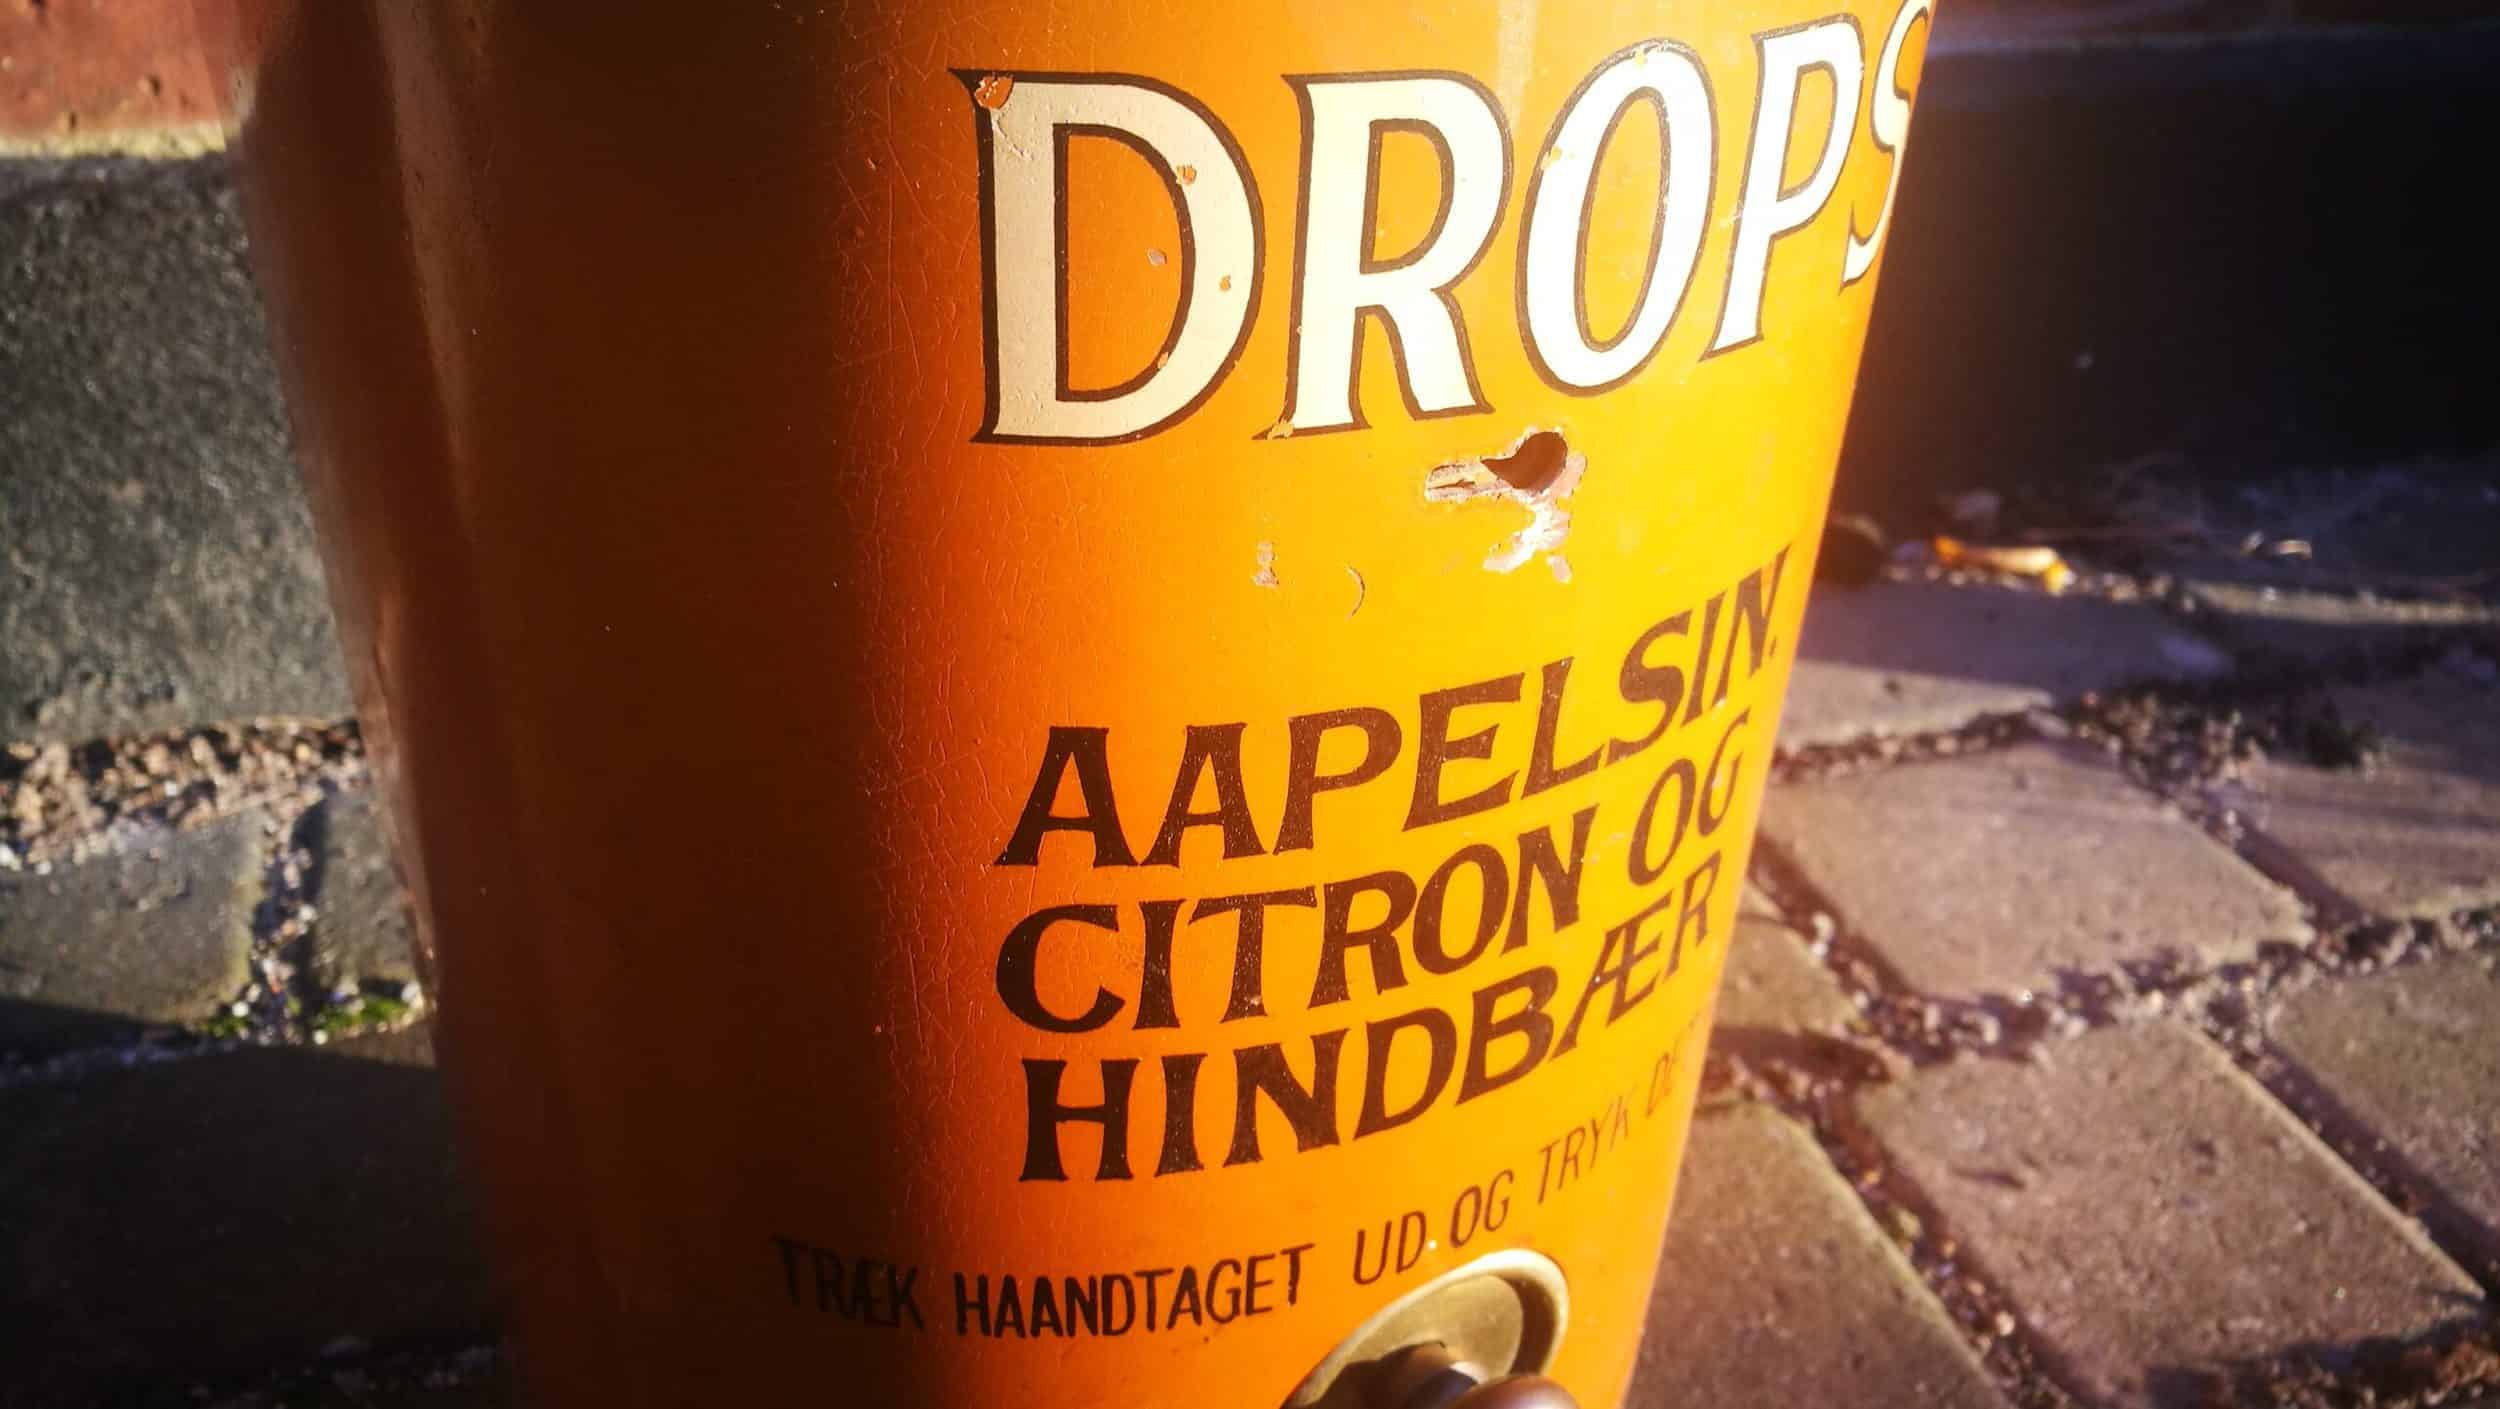 DROPS
AAPELSIN.
CITRON OG
HINDBÆR
TRÆK HAANDTAGET UD OG TRYK